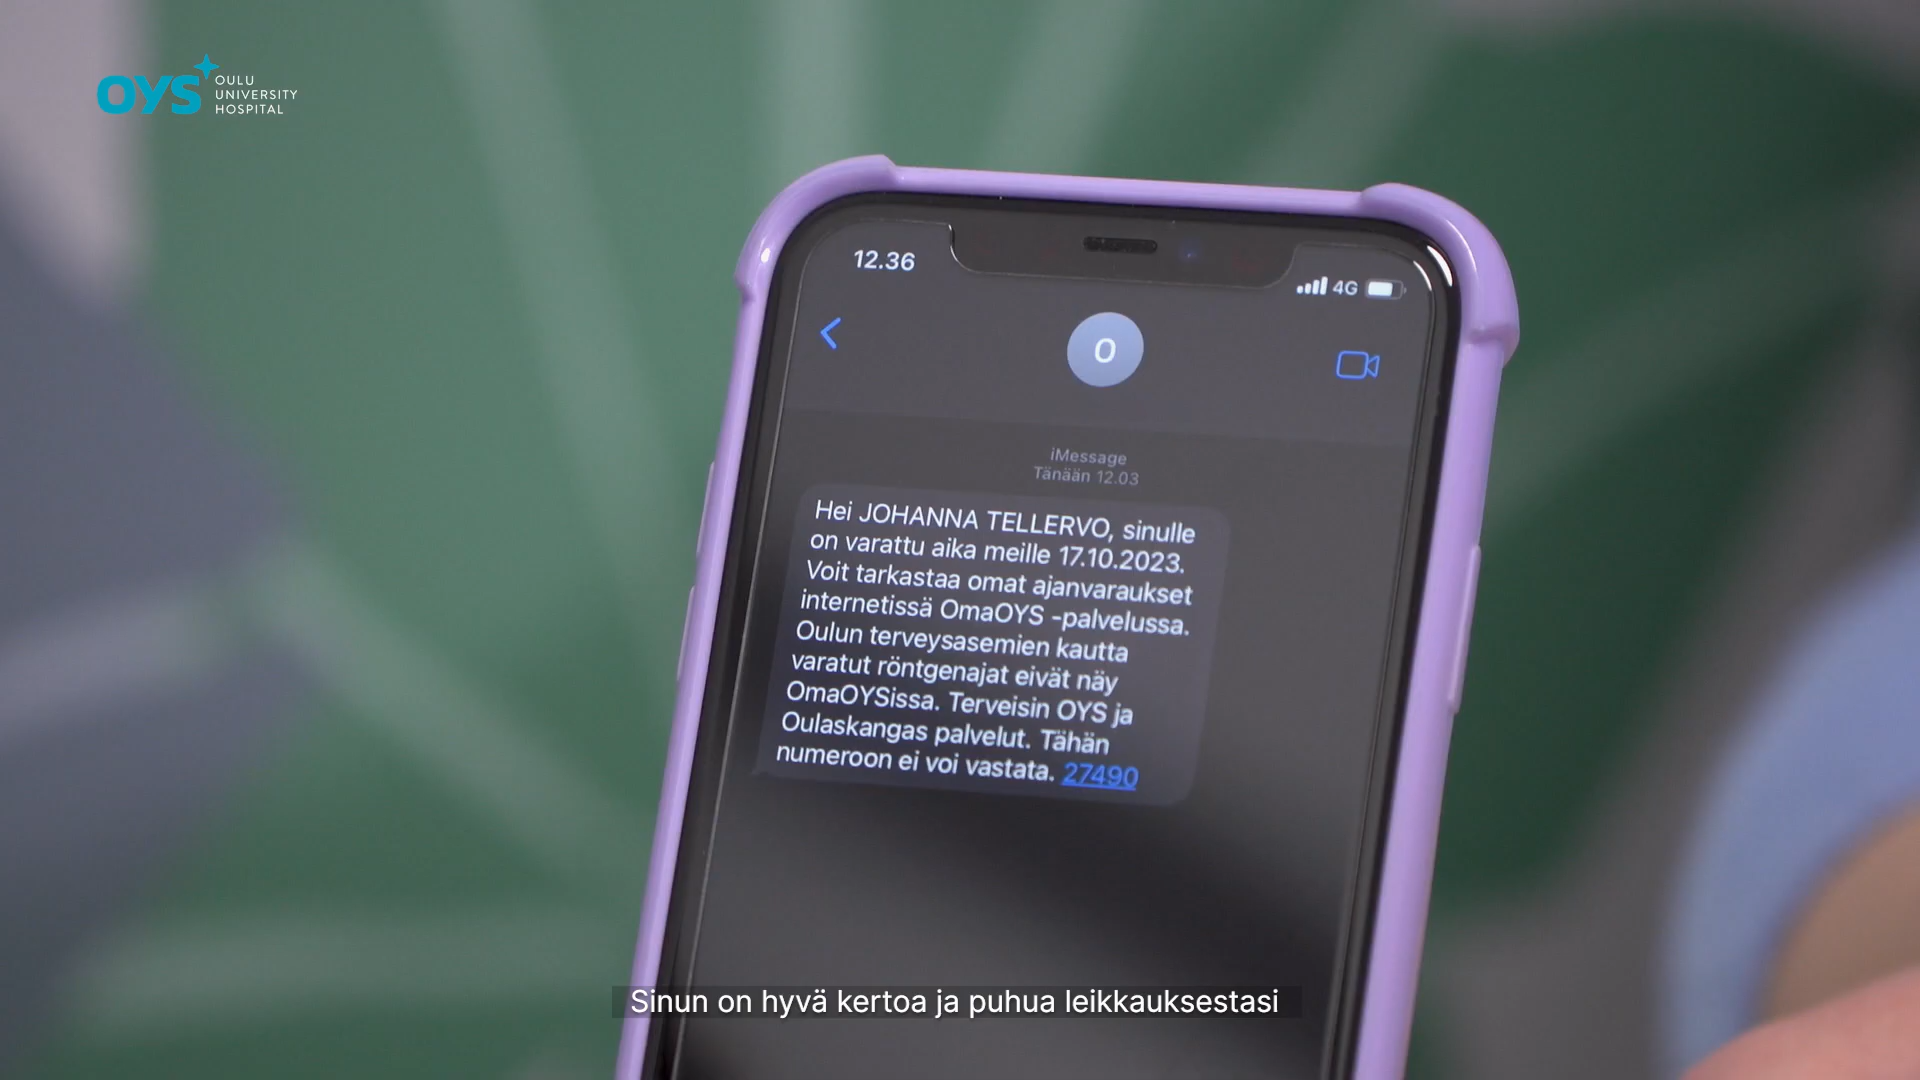 OYS
OULU
UNIVERSITY
HOSPITAL
12.36
4G
O
iMessage
Tänään 12.03
Hei JOHANNA TELLERVO, sinulle
on varattu aika meille 17.10.2023.
Voit tarkastaa omat ajanvaraukset
internetissä OmaOYS -palvelussa.
Oulun terveysasemien kautta
varatut röntgenajat eivät näy
OmaOYSissa. Terveisin OYS ja
Oulaskangas palvelut. Tähän
numeroon ei voi vastata. 27490
Sinun on hyvä kertoa ja puhua leikkauksestasi